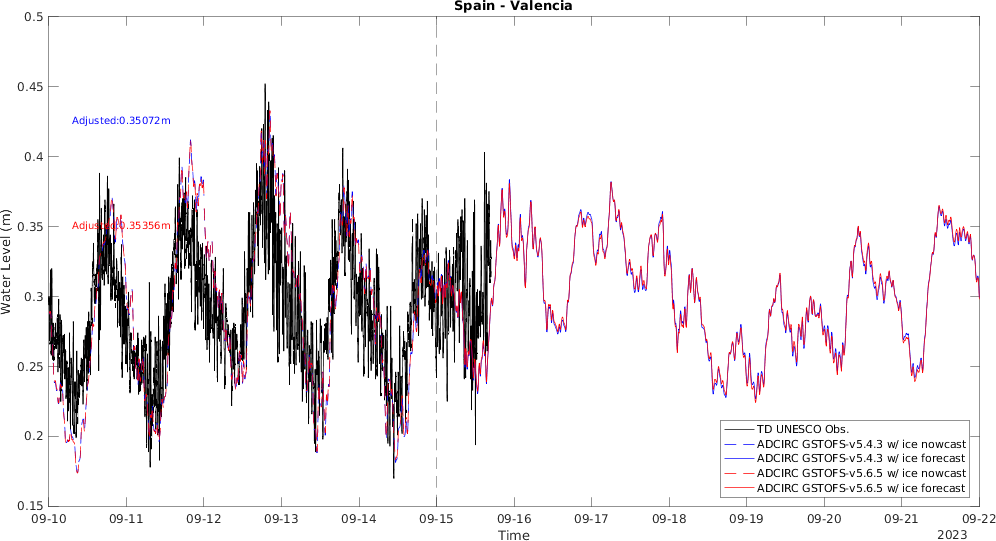 Spain - Valencia
0.5
0.45
0.4
0.35
0.3
0.25
0.2
0.15
Water Level (m)
Adjusted:0.35072m
Adjusted:0.35356m
TD UNESCO Obs.
ADCIRC GSTOFS-v5.4.3 w/ ice nowcast
ADCIRC GSTOFS-v5.4.3 w/ ice forecast
ADCIRC GSTOFS-v5.6.5 w/ ice nowcast
ADCIRC GSTOFS-v5.6.5 w/ ice forecast
09-10 09-11 09-12 09-13 09-14 09-15 09-16 09-17 09-18 09-19 09-20 09-21 09-22
Time
2023